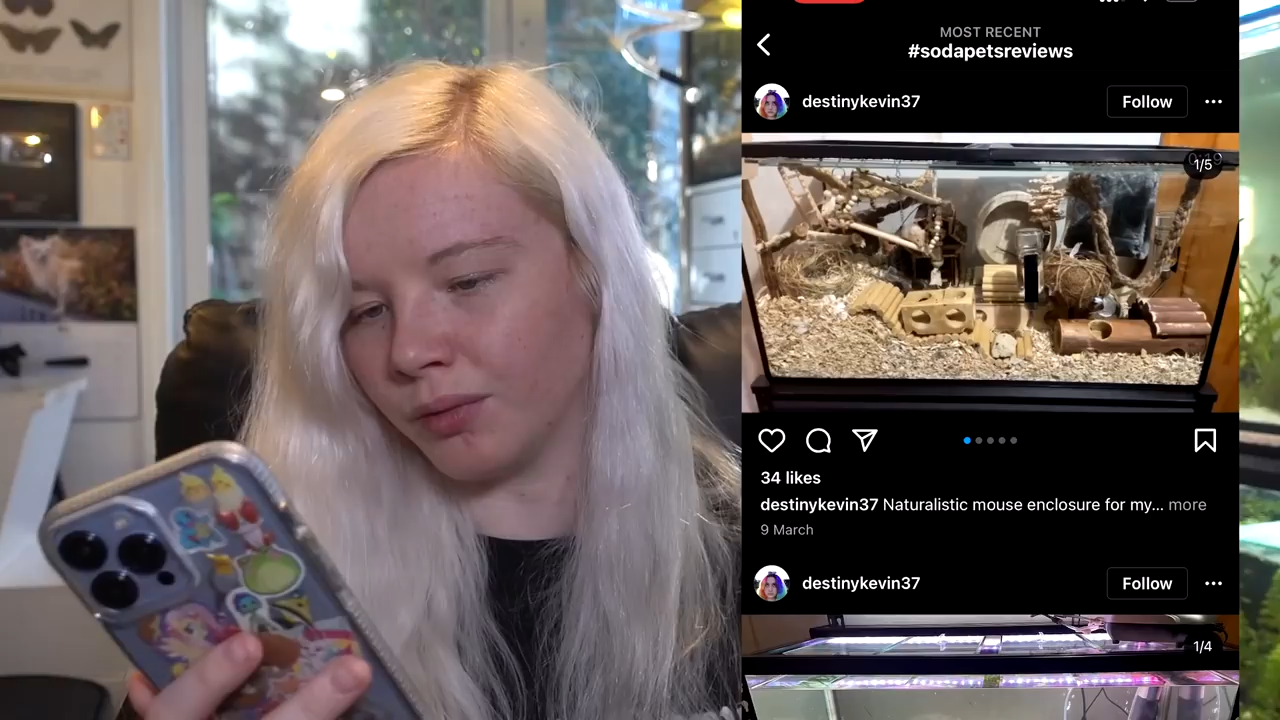 MOST RECENT
#sodapetsreviews
destinykevin37
Follow
1/5
34 likes
destinykevin37 Naturalistic mouse enclosure for my... more
9 March
destinykevin37
Follow
1/4